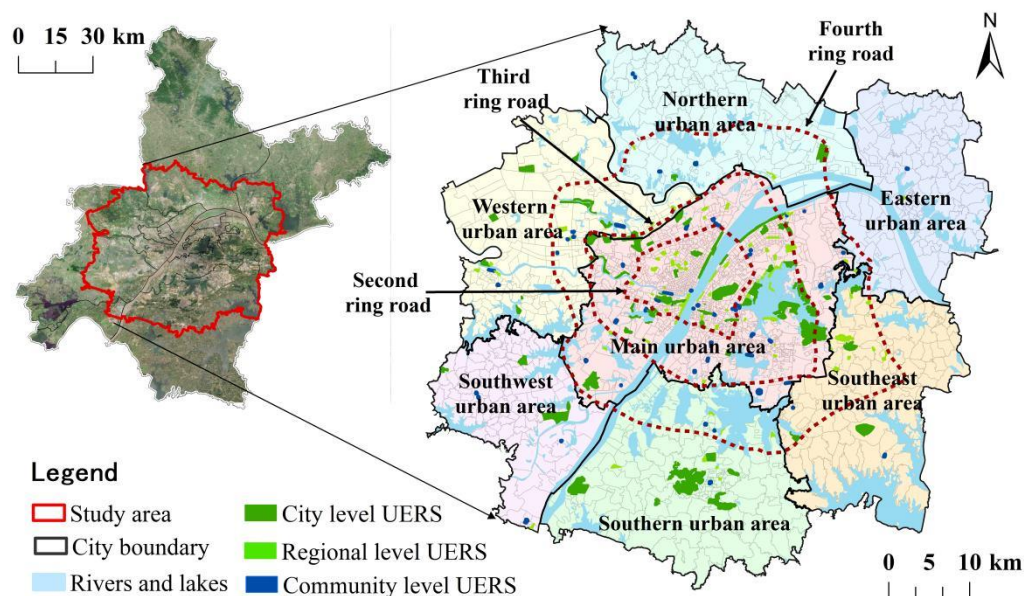 0 15 30 km
N
Fourth
ring road
Third
ring road
Northern
urban area
Western
urban area
Eastern
urban area
Second
ring road
Main urban area
Southwest
urban area
Southeast
urban area
Southern urban area
Legend
Study area
City boundary
Rivers and lakes
City level UERS
Regional level UERS
Community level UERS
0 5 10 km